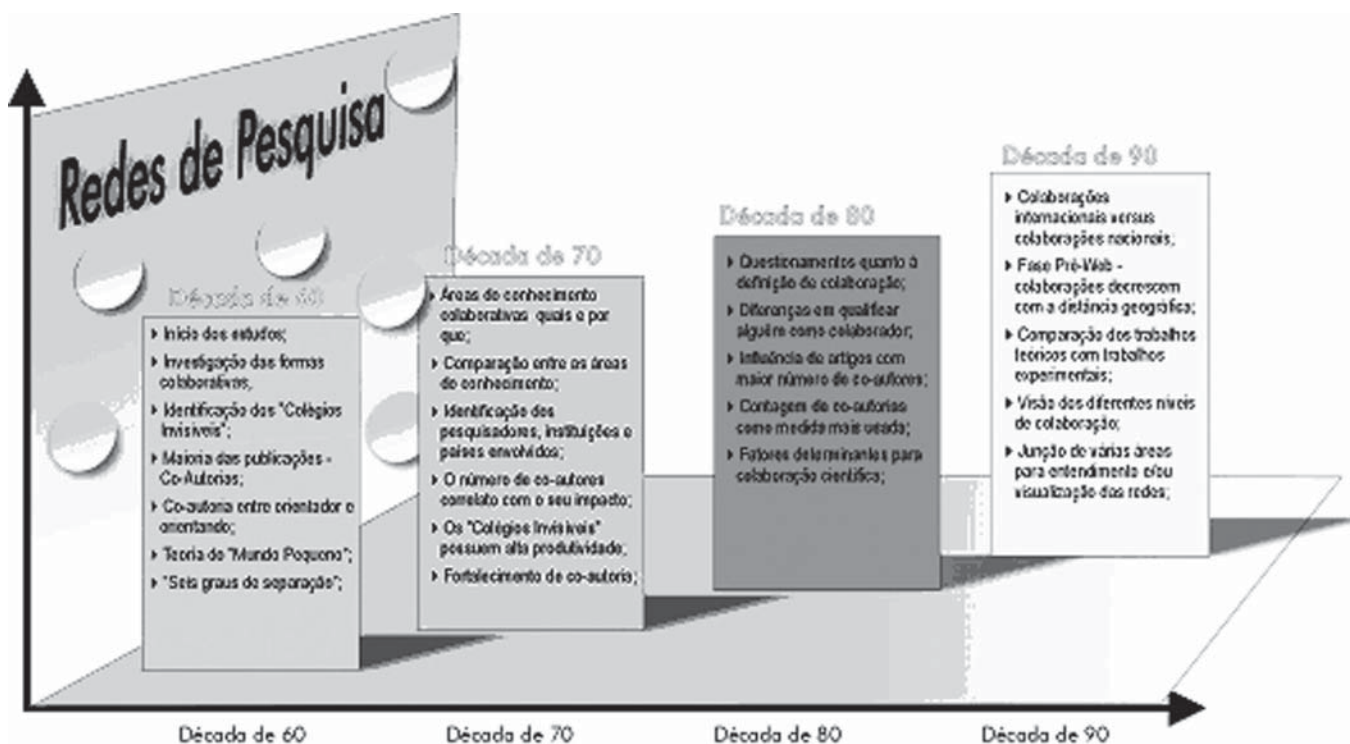 Redes de Pesquisa
Década de 60
Início dos estudos;
Investigação das formas
colaborativas;
Identificação dos "Colégios
Invisíveis";
Maioria das publicações -
Co-Autorias;
Co-autoria entre orientador e
orientando;
Teoria do "Mundo Pequeno";
"Seis graus de separação";
Década de 70
Áreas do conhecimento
colaborativas quais e por
que;
Comparação entre as áreas
do conhecimento;
Identificação dos
pesquisadores, instituições e
países envolvidos;
O número de co-autores
correlato com o seu impacto;
Os "Colégios Invisíveis"
possuem alta produtividade;
Fortalecimento de co-autoria;
Década de 80
Questionamentos quanto à
definição de colaboração;
Diferenças em qualificar
alguém como colaborador;
Influência de artigos com
maior número de co-autores;
Contagem de co-autorias
como medida mais usada;
Fatores determinantes para
colaboração científica;
Década de 90
Colaborações
internacionais versus
colaborações nacionais;
Fase Pré-Web -
colaborações decrescem
com a distância geográfica;
Comparação dos trabalhos
teóricos com trabalhos
experimentais;
Visão dos diferentes níveis
de colaboração;
Junção de várias áreas
para entendimento e/ou
visualização das redes;
Década de 60
Década de 70
Década de 80
Década de 90